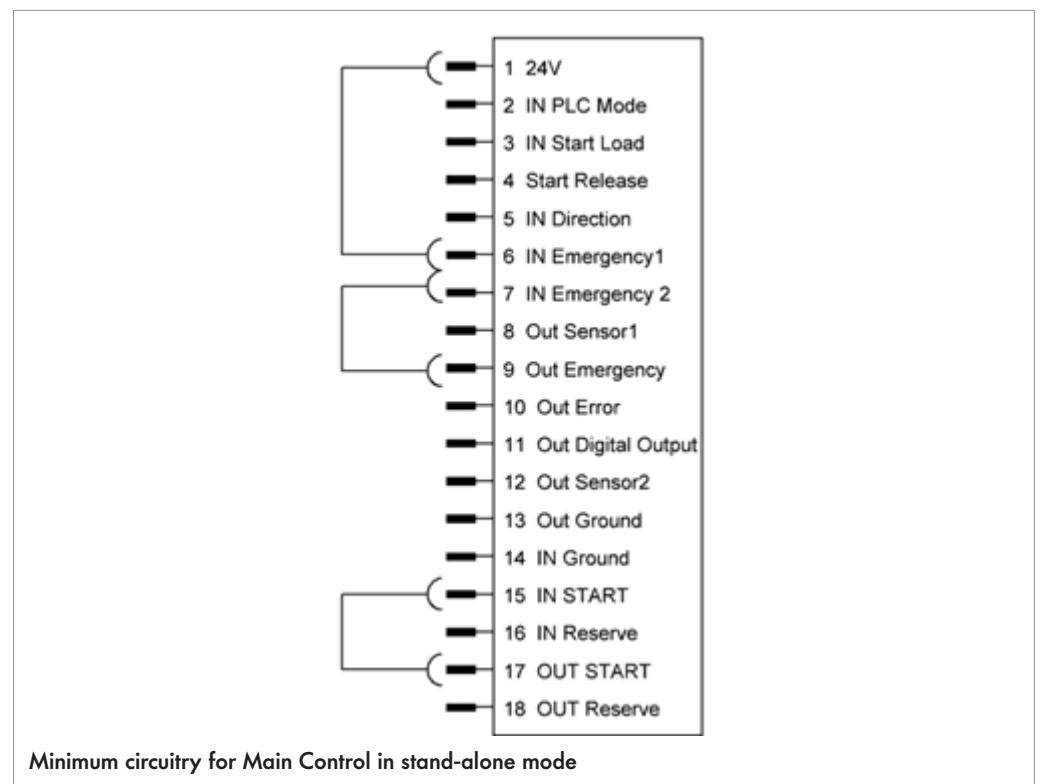 1 24V
2 IN PLC Mode
3 IN Start Load
4 Start Release
5 IN Direction
6 IN Emergency1
7 IN Emergency 2
8 Out Sensor1
9 Out Emergency
10 Out Error
11 Out Digital Output
12 Out Sensor2
13 Out Ground
14 IN Ground
15 IN START
16 IN Reserve
17 OUT START
18 OUT Reserve
Minimum circuitry for Main Control in stand-alone mode